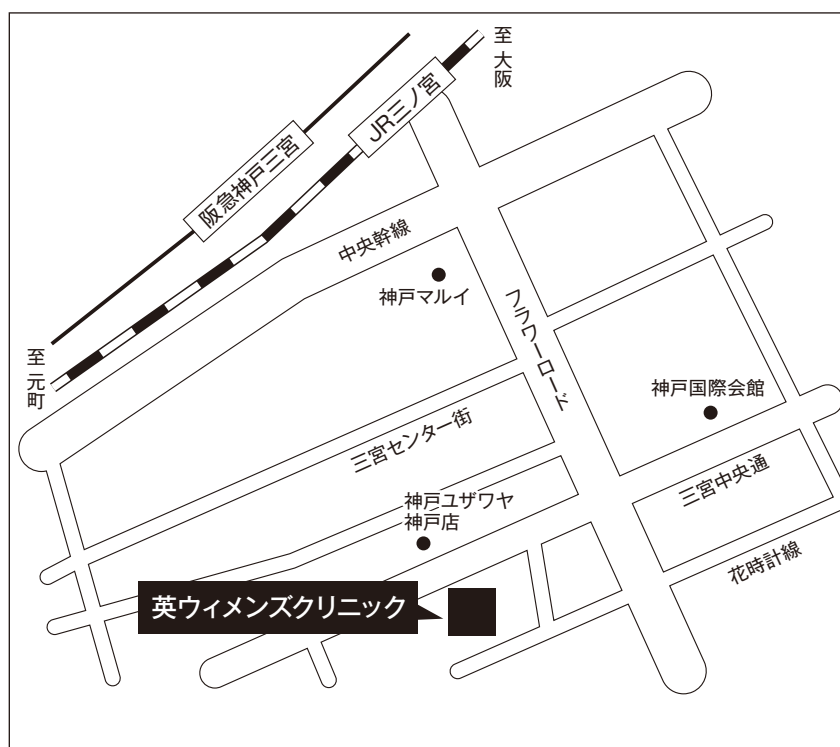 至 大阪
JR三ノ宮
阪急神戸三宮
中央幹線
神戸マルイ
フラワーロード
至 元町
神戸国際会館
三宮センター街
三宮中央通
神戸ユザワヤ
神戸店
花時計線
英ウィメンズクリニック